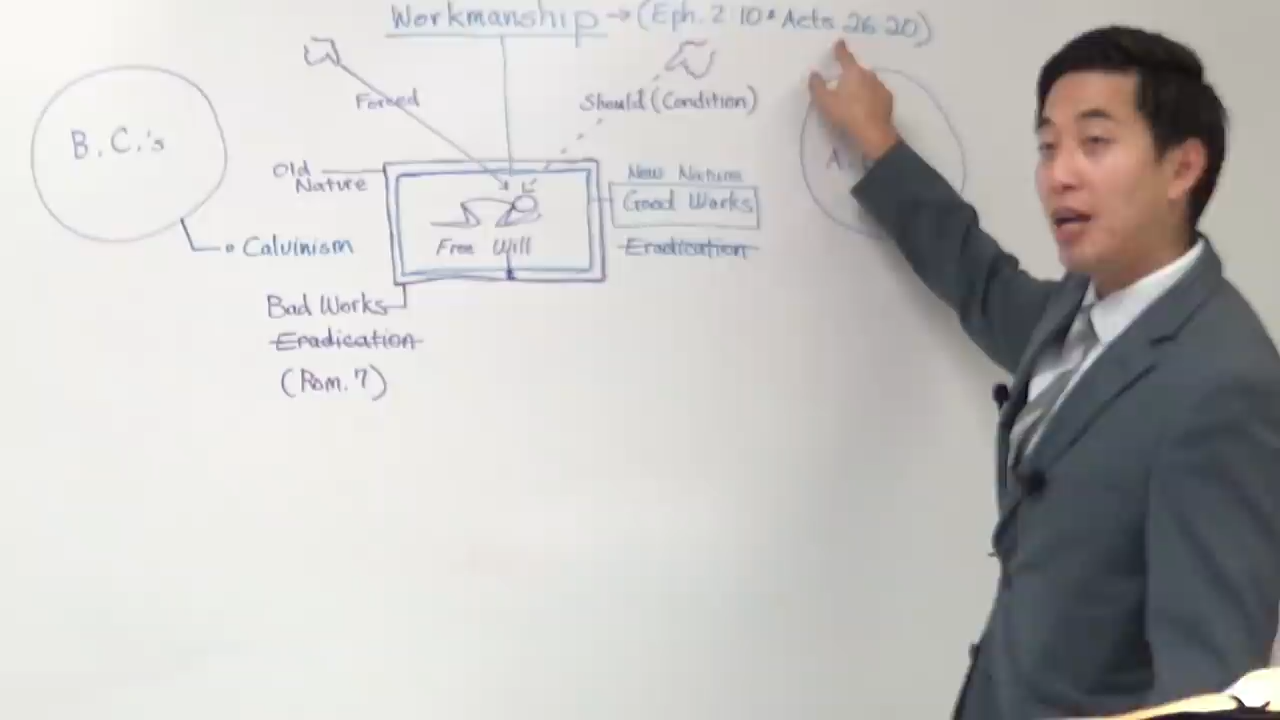 Workmanship → (Eph. 2:10 & Acts 26:20)
Forced
Should (Condition)
B. C.'s
Old
Nature
New Nature
Good Works
Free Will
Eradication
Calvinism
Bad Works
Eradication
(Rom. 7)